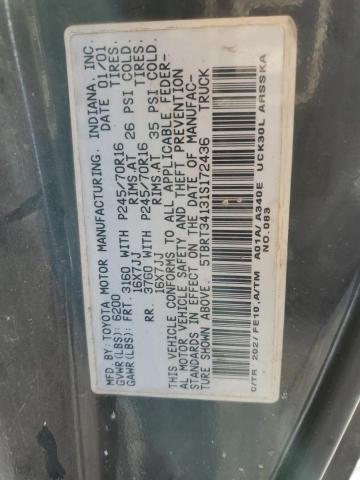 MFD BY: TOYOTA MOTOR MANUFACTURING. INDIANA, INC.
GVWR(LBS): 6200 DATE 01/01
GAWR(LBS): FRT. 3160 WITH P245/70R16 TIRES.
16X7JJ RIMS.AT 26 PSI COLD.
RR. 3760 WITH P245/70R16 TIRES.
16X7JJ RIMS.AT 35 PSI COLD.
THIS VEHICLE CONFORMS TO ALL APPLICABLE FEDER-
AL MOTOR VEHICLE SAFETY AND THEFT PREVENTION
STANDARDS IN EFFECT ON THE DATE OF MANUFAC-
TURE SHOWN ABOVE.
5TBRT34131S172436 TRUCK
C/TR 202/ FE10.A/TM A01A/ A340E UCK30L ARSSKA
NO.083